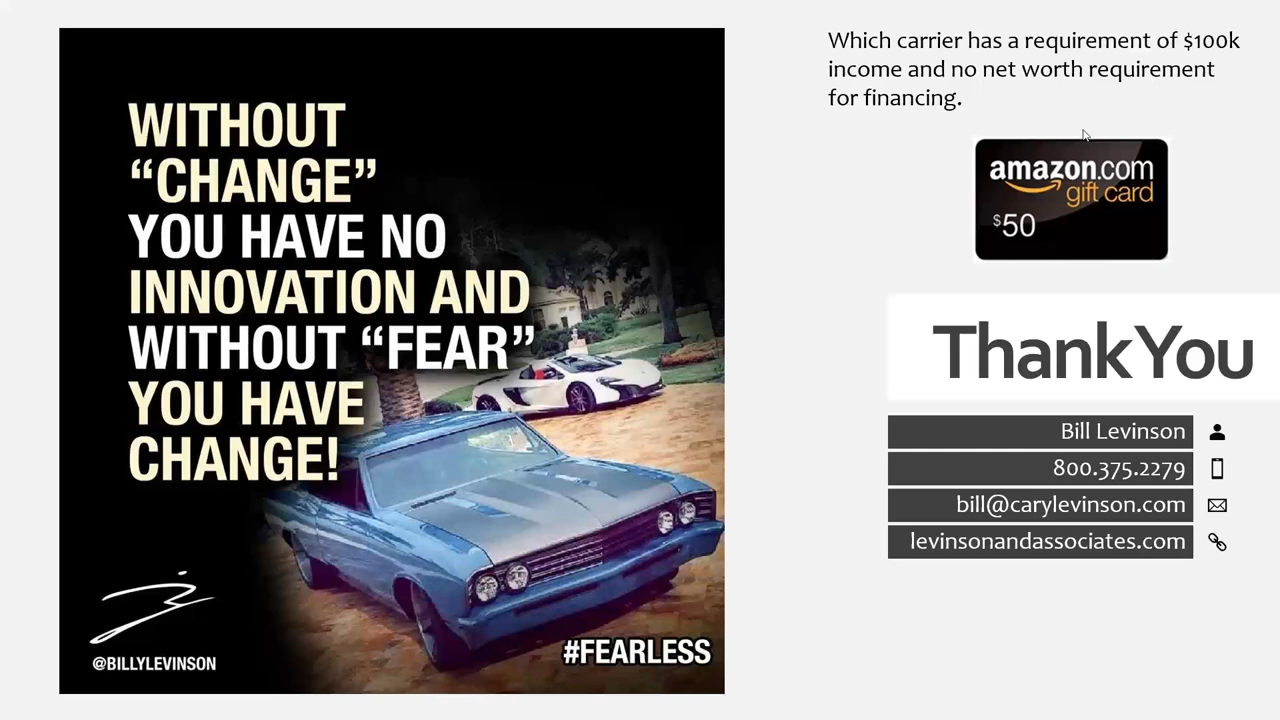 WITHOUT
“CHANGE”
YOU HAVE NO
INNOVATION AND
WITHOUT “FEAR”
YOU HAVE
CHANGE!
@BILLYLEVINSON
#FEARLESS
Which carrier has a requirement of $100k
income and no net worth requirement
for financing.
amazon.com
gift card
$50
Thank You
Bill Levinson
800.375.2279
bill@carylevinson.com
levinsonandassociates.com